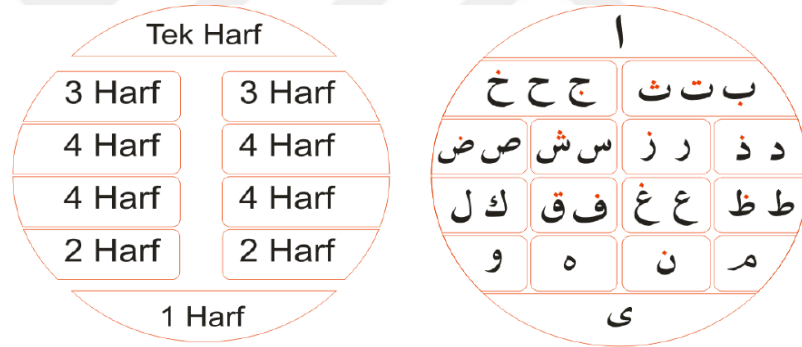 Tek Harf
3 Harf 3 Harf
4 Harf 4 Harf
4 Harf 4 Harf
2 Harf 2 Harf
1 Harf
ا
ب ت ث ج ح خ
د ذ ر ز س ش ص ض
ط ظ ع غ ف ق ك ل
م ن ه و
ى